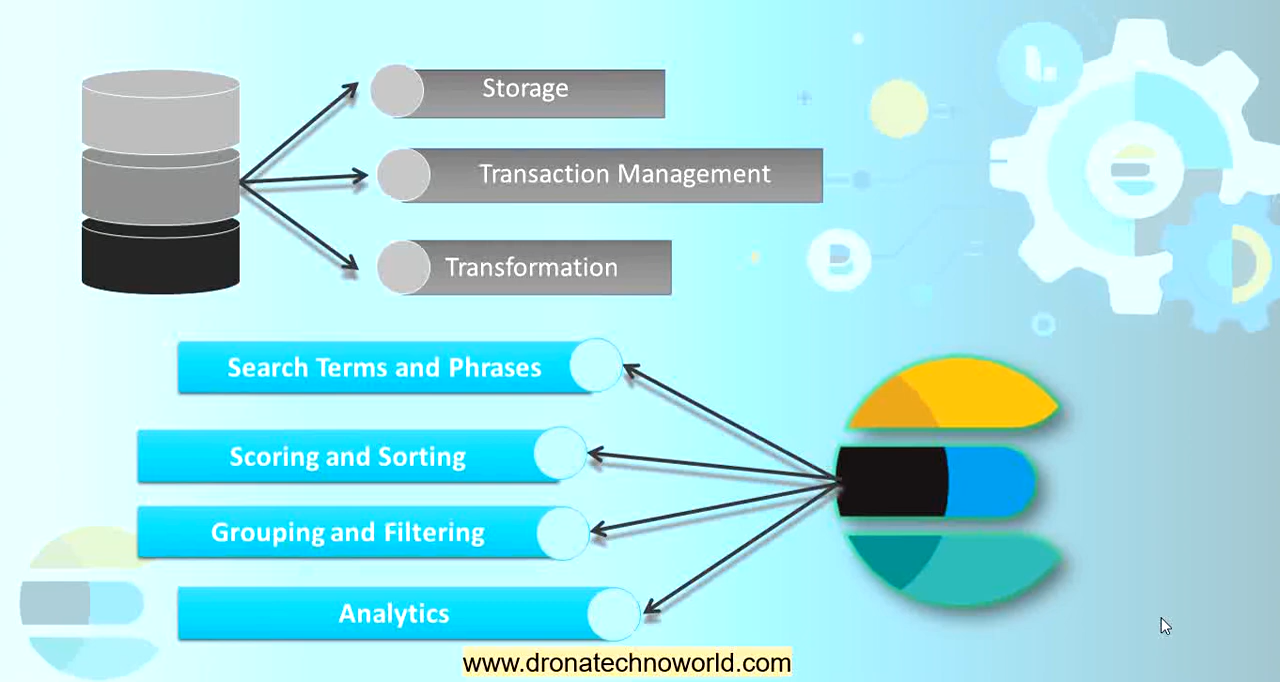 Storage
Transaction Management
Transformation
Search Terms and Phrases
Scoring and Sorting
Grouping and Filtering
Analytics
www.dronatechnoworld.com